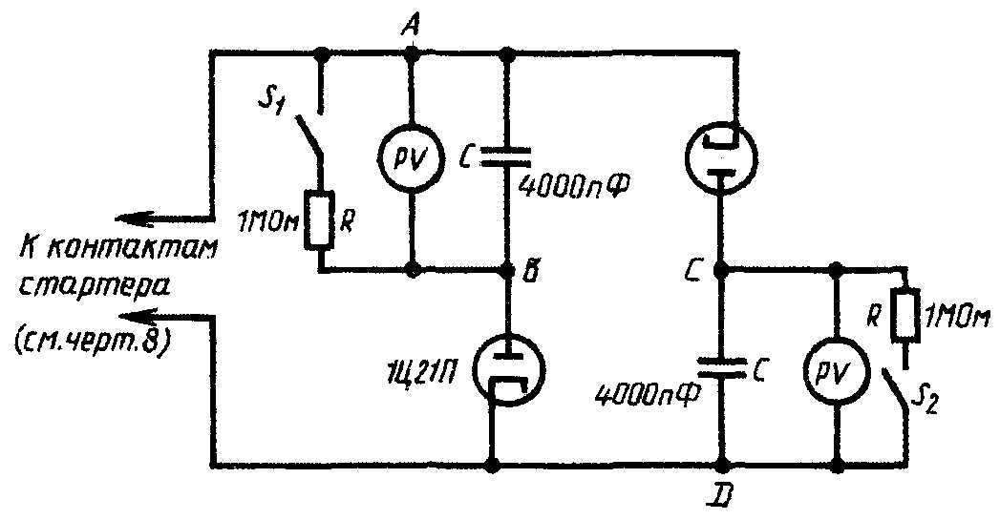 A
S1
PV
C
4000пФ
1МОм
R
К контактам
стартера
(см.черт.8)
В
1Ц21П
С
R
1МОм
PV
C
4000пФ
S2
D